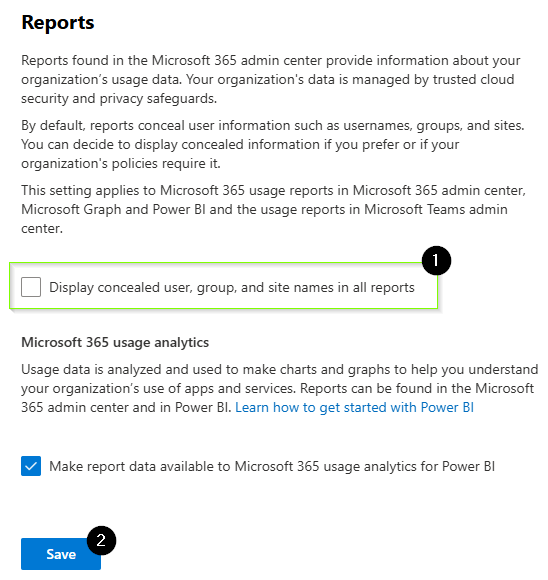 Reports
Reports found in the Microsoft 365 admin center provide information about your
organization’s usage data. Your organization's data is managed by trusted cloud
security and privacy safeguards.
By default, reports conceal user information such as usernames, groups, and sites.
You can decide to display concealed information if you prefer or if your
organization's policies require it.
This setting applies to Microsoft 365 usage reports in Microsoft 365 admin center,
Microsoft Graph and Power BI and the usage reports in Microsoft Teams admin
center.
1
Display concealed user, group, and site names in all reports
Microsoft 365 usage analytics
Usage data is analyzed and used to make charts and graphs to help you understand
your organization’s use of apps and services. Reports can be found in the Microsoft
365 admin center and in Power BI. Learn how to get started with Power BI
Make report data available to Microsoft 365 usage analytics for Power BI
Save 2